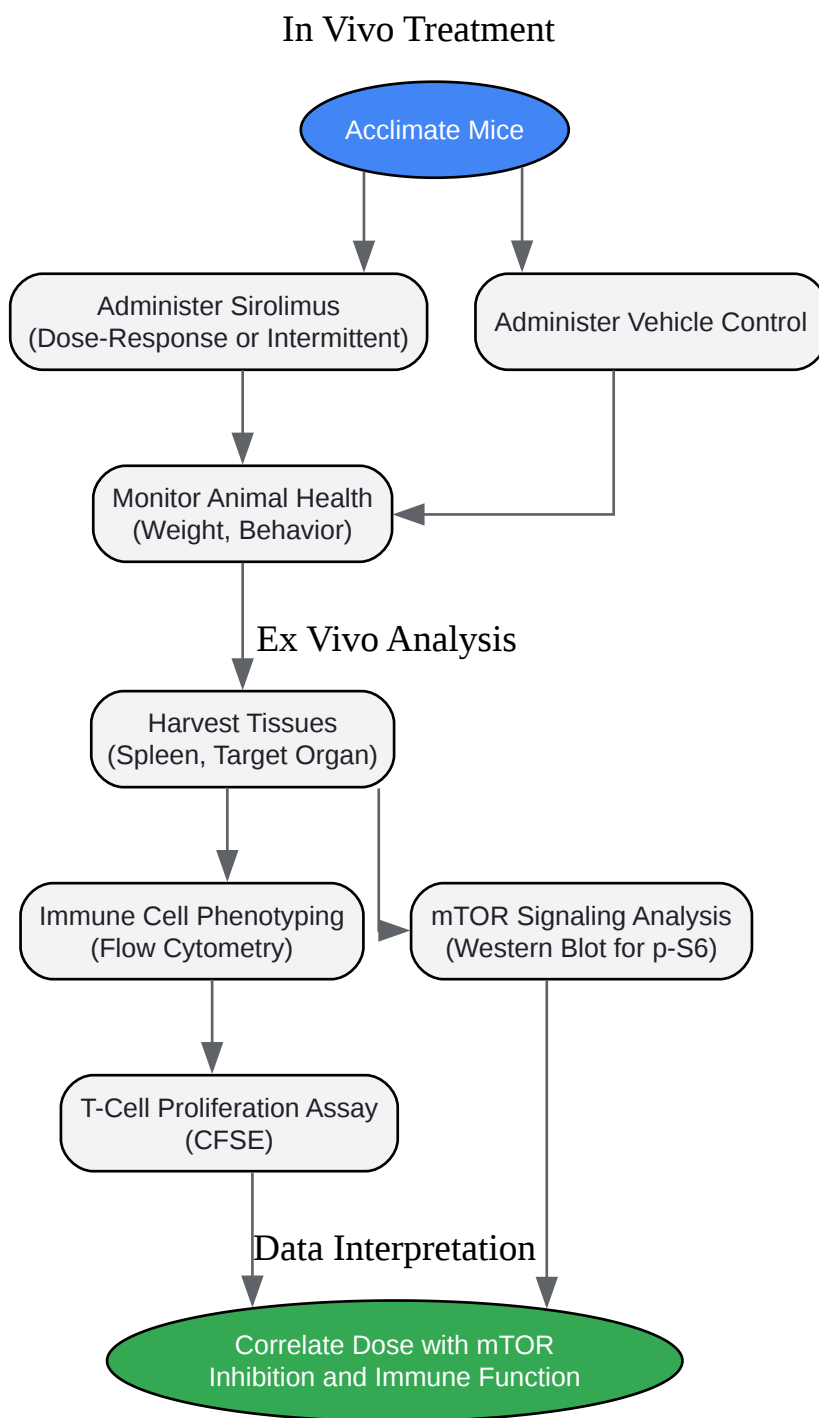 In Vivo Treatment
Acclimate Mice
Administer Sirolimus
(Dose-Response or Intermittent)
Administer Vehicle Control
Monitor Animal Health
(Weight, Behavior)
Ex Vivo Analysis
Harvest Tissues
(Spleen, Target Organ)
Immune Cell Phenotyping
(Flow Cytometry)
mTOR Signaling Analysis
(Western Blot for p-S6)
T-Cell Proliferation Assay
(CFSE)
Data Interpretation
Correlate Dose with mTOR
Inhibition and Immune Function